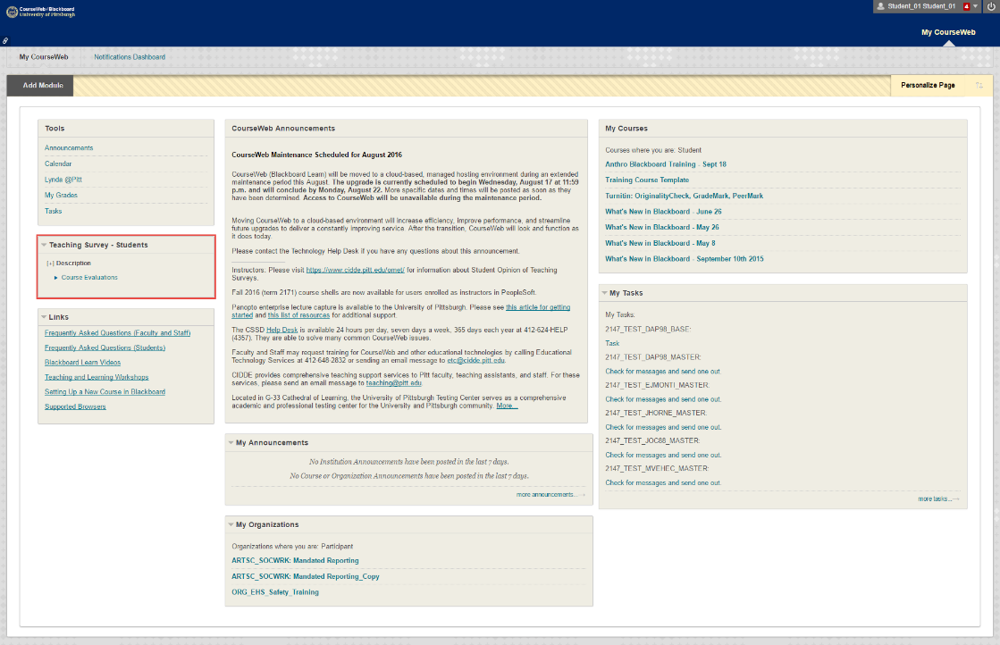 CourseWeb / Blackboard
University of Pittsburgh
Student_01 Student_01 4
My CourseWeb
My CourseWeb
Notifications Dashboard
Add Module
Personalize Page
Tools
Announcements
Calendar
Lynda @Pitt
My Grades
Tasks
Teaching Survey - Students
[+] Description
Course Evaluations
Links
Frequently Asked Questions (Faculty and Staff)
Frequently Asked Questions (Students)
Blackboard Learn Videos
Teaching and Learning Workshops
Setting Up a New Course in Blackboard
Supported Browsers
CourseWeb Announcements
CourseWeb Maintenance Scheduled for August 2016
CourseWeb (Blackboard Learn) will be moved to a cloud-based, managed hosting environment during an extended
maintenance period this August. The upgrade is currently scheduled to begin Wednesday, August 17 at 11:59
p.m. and will conclude by Monday, August 22. More specific dates and times will be posted as soon as they
have been determined. Access to CourseWeb will be unavailable during the maintenance period.
Moving CourseWeb to a cloud-based environment will increase efficiency, improve performance, and streamline
future upgrades to deliver a constantly improving service. After the transition, CourseWeb will look and function as
it does today.
Please contact the Technology Help Desk if you have any questions about this announcement.
Instructors: Please visit https://www.cidde.pitt.edu/omet/ for information about Student Opinion of Teaching
Surveys.
Fall 2016 (term 2171) course shells are now available for users enrolled as instructors in PeopleSoft.
Panopto enterprise lecture capture is available to the University of Pittsburgh. Please see this article for getting
started and this list of resources for additional support.
The CSSD Help Desk is available 24 hours per day, seven days a week, 365 days each year at 412-624-HELP
(4357). They are able to solve many common CourseWeb issues.
Faculty and Staff may request training for CourseWeb and other educational technologies by calling Educational
Technology Services at 412-648-2832 or sending an email message to etc@cidde.pitt.edu.
CIDDE provides comprehensive teaching support services to Pitt faculty, teaching assistants, and staff. For these
services, please send an email message to teaching@pitt.edu.
Located in G-33 Cathedral of Learning, the University of Pittsburgh Testing Center serves as a comprehensive
academic and professional testing center for the University and Pittsburgh community. More...
My Announcements
No Institution Announcements have been posted in the last 7 days.
No Course or Organization Announcements have been posted in the last 7 days.
more announcements...→
My Organizations
Organizations where you are: Participant
ARTSC_SOCWRK: Mandated Reporting
ARTSC_SOCWRK: Mandated Reporting_Copy
ORG_EHS_Safety_Training
My Courses
Courses where you are: Student
Anthro Blackboard Training - Sept 18
Training Course Template
Turnitin: OriginalityCheck, GradeMark, PeerMark
What's New in Blackboard - June 26
What's New in Blackboard - May 26
What's New in Blackboard - May 8
What's New in Blackboard - September 10th 2015
My Tasks
My Tasks:
2147_TEST_DAP98_BASE:
Task
2147_TEST_DAP98_MASTER:
Check for messages and send one out.
2147_TEST_EJMONTI_MASTER:
Check for messages and send one out.
2147_TEST_JHORNE_MASTER:
Check for messages and send one out.
2147_TEST_JOC88_MASTER:
Check for messages and send one out.
2147_TEST_MVEHEC_MASTER:
Check for messages and send one out.
more tasks...→